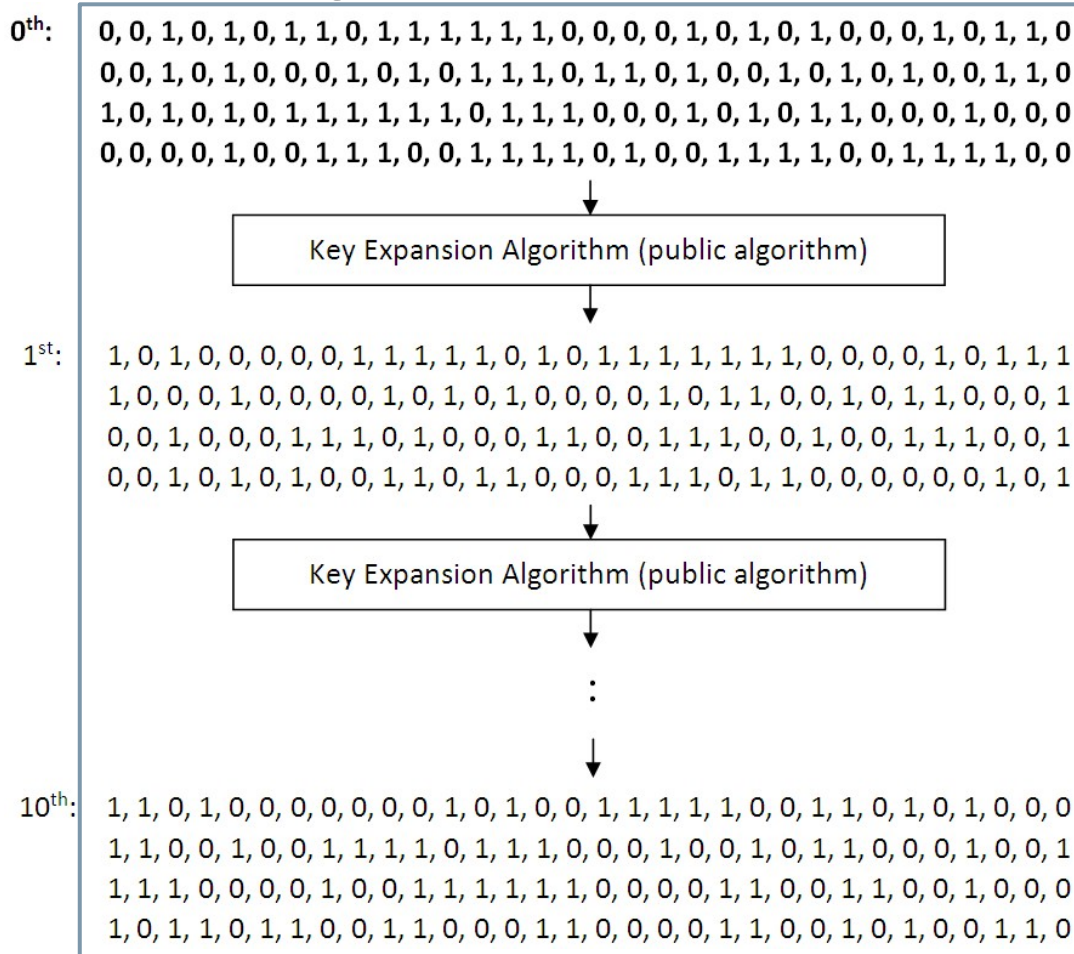 0th: 0, 0, 1, 0, 1, 0, 1, 1, 0, 1, 1, 1, 1, 1, 1, 0, 0, 0, 0, 1, 0, 1, 0, 1, 0, 0, 0, 1, 0, 1, 1, 0
0, 0, 1, 0, 1, 0, 0, 0, 1, 0, 1, 0, 1, 1, 1, 0, 1, 1, 0, 1, 0, 0, 1, 0, 1, 0, 1, 0, 0, 1, 1, 0
1, 0, 1, 0, 1, 0, 1, 1, 1, 1, 1, 1, 0, 1, 1, 1, 0, 0, 0, 1, 0, 1, 0, 1, 1, 0, 0, 0, 1, 0, 0, 0
0, 0, 0, 0, 1, 0, 0, 1, 1, 1, 0, 0, 1, 1, 1, 1, 0, 1, 0, 0, 1, 1, 1, 1, 0, 0, 1, 1, 1, 1, 0, 0
Key Expansion Algorithm (public algorithm)
1st: 1, 0, 1, 0, 0, 0, 0, 0, 1, 1, 1, 1, 1, 0, 1, 0, 1, 1, 1, 1, 1, 1, 1, 0, 0, 0, 0, 1, 0, 1, 1, 1
1, 0, 0, 0, 1, 0, 0, 0, 0, 1, 0, 1, 0, 1, 0, 0, 0, 0, 1, 0, 1, 1, 0, 0, 1, 0, 1, 1, 0, 0, 0, 1
0, 0, 1, 0, 0, 0, 1, 1, 1, 0, 1, 0, 0, 0, 1, 1, 0, 0, 1, 1, 1, 0, 0, 1, 0, 0, 1, 1, 1, 0, 0, 1
0, 0, 1, 0, 1, 0, 1, 0, 0, 1, 1, 0, 1, 1, 0, 0, 0, 1, 1, 1, 0, 1, 1, 0, 0, 0, 0, 0, 0, 1, 0, 1
Key Expansion Algorithm (public algorithm)
:
10th: 1, 1, 0, 1, 0, 0, 0, 0, 0, 0, 0, 1, 0, 1, 0, 0, 1, 1, 1, 1, 1, 0, 0, 1, 1, 0, 1, 0, 1, 0, 0, 0
1, 1, 0, 0, 1, 0, 0, 1, 1, 1, 1, 0, 1, 1, 1, 0, 0, 0, 1, 0, 0, 1, 0, 1, 1, 0, 0, 0, 1, 0, 0, 1
1, 1, 1, 0, 0, 0, 0, 1, 0, 0, 1, 1, 1, 1, 1, 1, 0, 0, 0, 0, 1, 1, 0, 0, 1, 1, 0, 0, 1, 0, 0, 0
1, 0, 1, 1, 0, 1, 1, 0, 0, 1, 1, 0, 0, 0, 1, 1, 0, 0, 0, 0, 1, 1, 0, 0, 1, 0, 1, 0, 0, 1, 1, 0